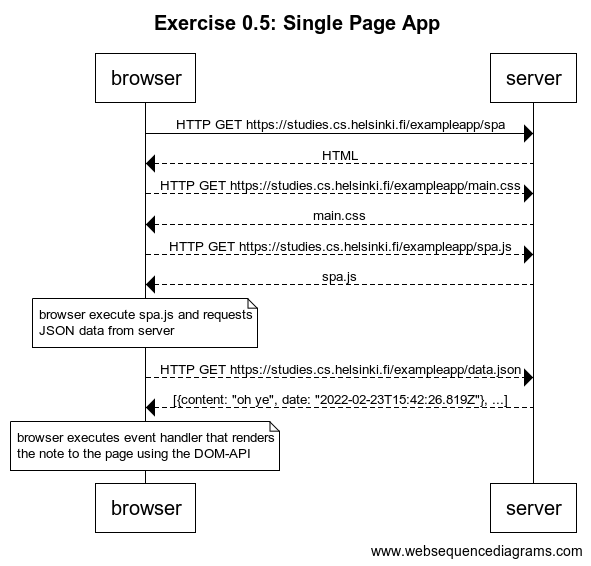 Exercise 0.5: Single Page App
browser
server
HTTP GET https://studies.cs.helsinki.fi/exampleapp/spa
HTML
HTTP GET https://studies.cs.helsinki.fi/exampleapp/main.css
main.css
HTTP GET https://studies.cs.helsinki.fi/exampleapp/spa.js
spa.js
browser execute spa.js and requests
JSON data from server
HTTP GET https://studies.cs.helsinki.fi/exampleapp/data.json
[{content: "oh ye", date: "2022-02-23T15:42:26.819Z"}, ...]
browser executes event handler that renders
the note to the page using the DOM-API
browser
server
www.websequencediagrams.com